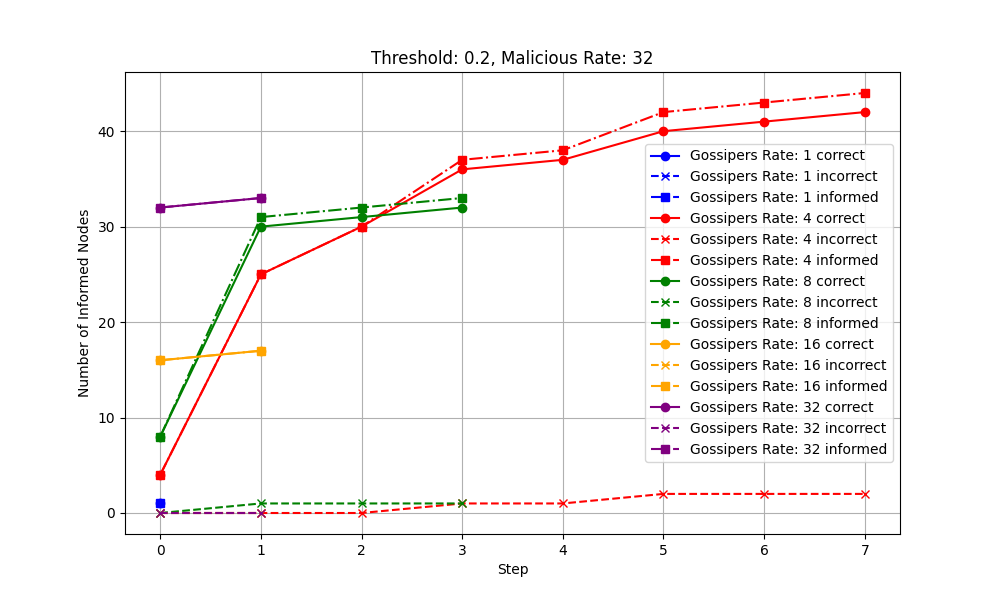 Threshold: 0.2, Malicious Rate: 32
Number of Informed Nodes
40
30
20
10
0
Gossipers Rate: 1 correct
Gossipers Rate: 1 incorrect
Gossipers Rate: 1 informed
Gossipers Rate: 4 correct
Gossipers Rate: 4 incorrect
Gossipers Rate: 4 informed
Gossipers Rate: 8 correct
Gossipers Rate: 8 incorrect
Gossipers Rate: 8 informed
Gossipers Rate: 16 correct
Gossipers Rate: 16 incorrect
Gossipers Rate: 16 informed
Gossipers Rate: 32 correct
Gossipers Rate: 32 incorrect
Gossipers Rate: 32 informed
0 1 2 3 4 5 6 7
Step